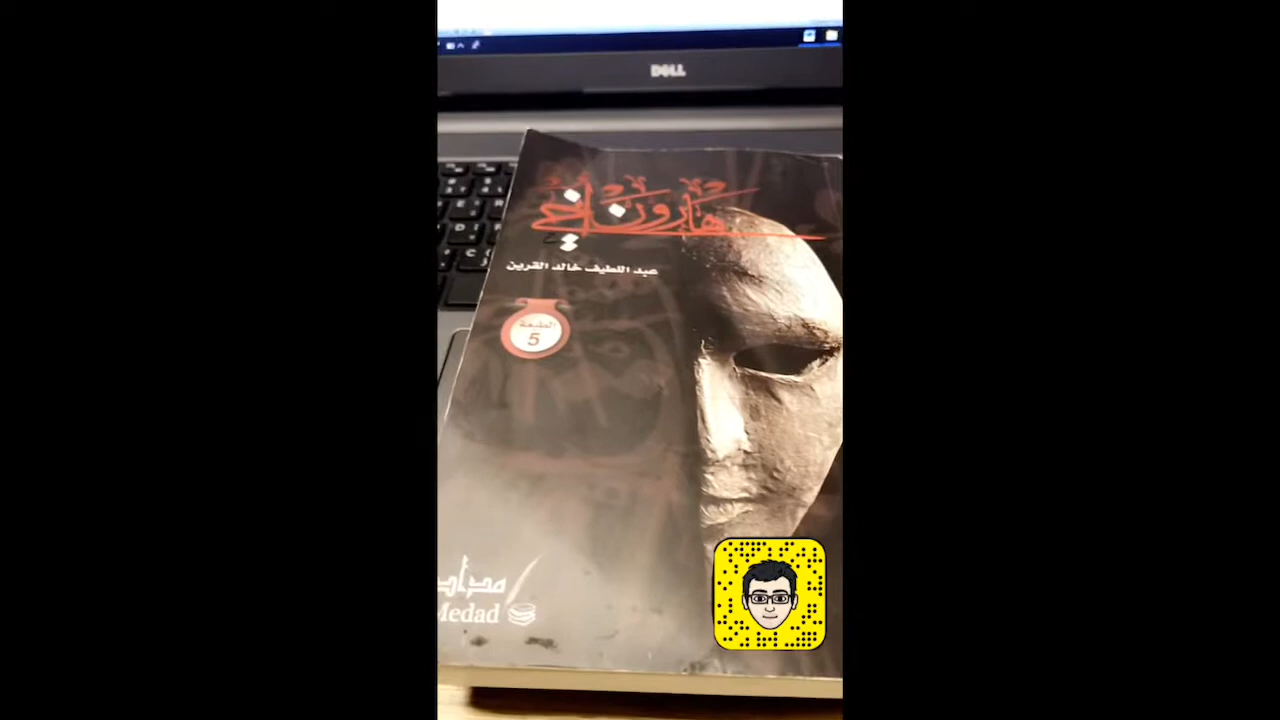 DELL
هارون أخي
عبد اللطيف خالد القرين
الطبعة
5
مداد
Medad